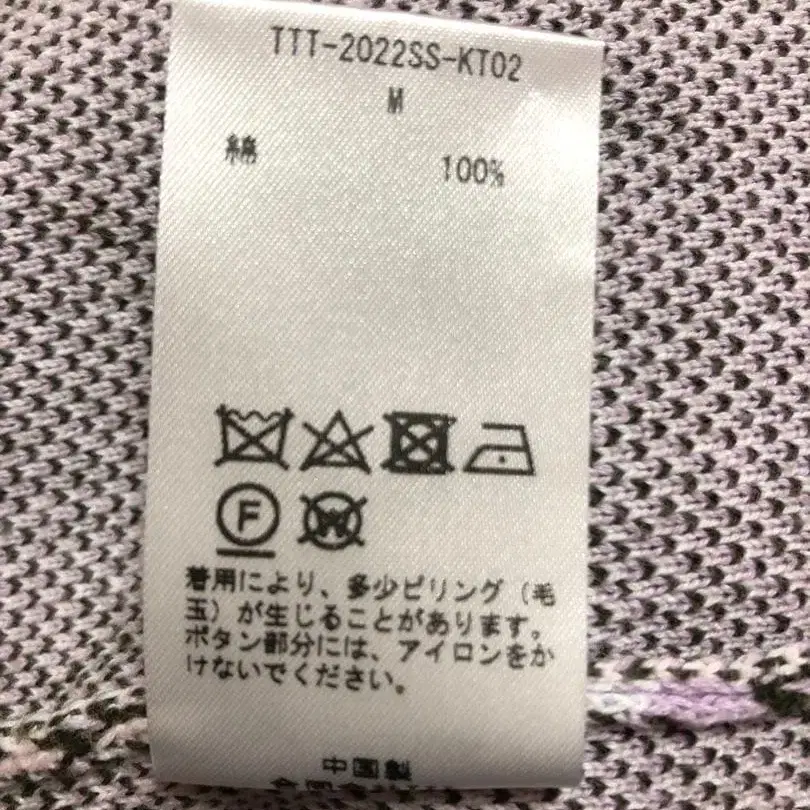 TTT-2022SS-KT02
M
綿 100%
F
W
着用により、多少ピリング（毛
玉）が生じることがあります。
ボタン部分には、アイロンをか
けないでください。
中国製